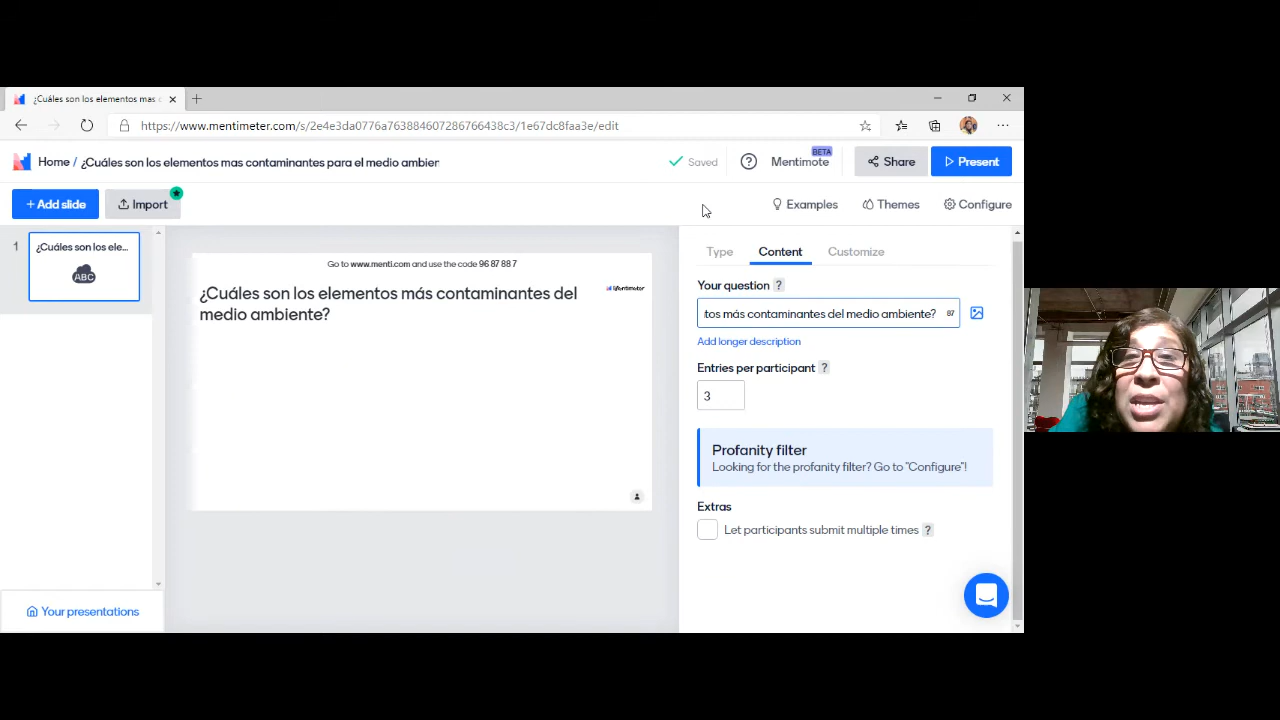 ¿Cuáles son los elementos mas
https://www.mentimeter.com/s/2e4e3da0776a763884607286766438c3/1e67dc8faa3e/edit
Home / ¿Cuáles son los elementos mas contaminantes para el medio ambier
Saved
?
Mentimote
BETA
Share
Present
+ Add slide
Import
Examples
Themes
Configure
1
¿Cuáles son los ele...
ABC
Go to www.menti.com and use the code 96 87 88 7
¿Cuáles son los elementos más contaminantes del
medio ambiente?
Mentimeter
Type
Content
Customize
Your question ?
tos más contaminantes del medio ambiente?
87
Add longer description
Entries per participant ?
3
Profanity filter
Looking for the profanity filter? Go to "Configure"!
Extras
Let participants submit multiple times ?
Your presentations